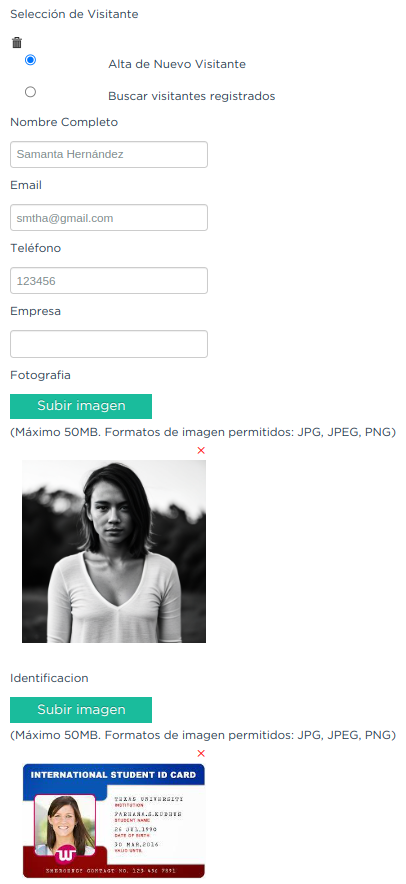 Selección de Visitante
Alta de Nuevo Visitante
Buscar visitantes registrados
Nombre Completo
Samanta Hernández
Email
smtha@gmail.com
Teléfono
123456
Empresa
Fotografia
Subir imagen
(Máximo 50MB. Formatos de imagen permitidos: JPG, JPEG, PNG)
Identificacion
Subir imagen
(Máximo 50MB. Formatos de imagen permitidos: JPG, JPEG, PNG)
INTERNATIONAL STUDENT ID CARD
TEXAS UNIVERSITY
INSTITUTION
STUDENT NAME
26 JUL,1990
DATE OF BIRTH
30 MAR,2016
VALID UNTIL
EMERGENCE CONTACT NO. 123 456 7891